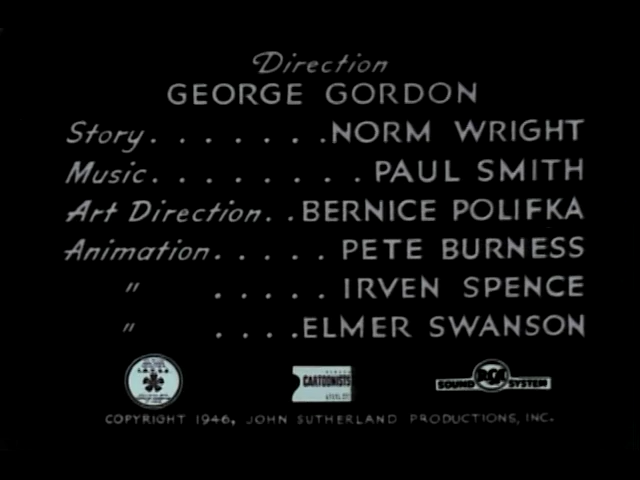 Direction
GEORGE GORDON
Story.......NORM WRIGHT
Music........PAUL SMITH
Art Direction..BERNICE POLIFKA
Animation.....PETE BURNESS
" .....IRVEN SPENCE
" ....ELMER SWANSON
CARTOONISTS
RCA
SOUND SYSTEM
COPYRIGHT 1946, JOHN SUTHERLAND PRODUCTIONS, INC.